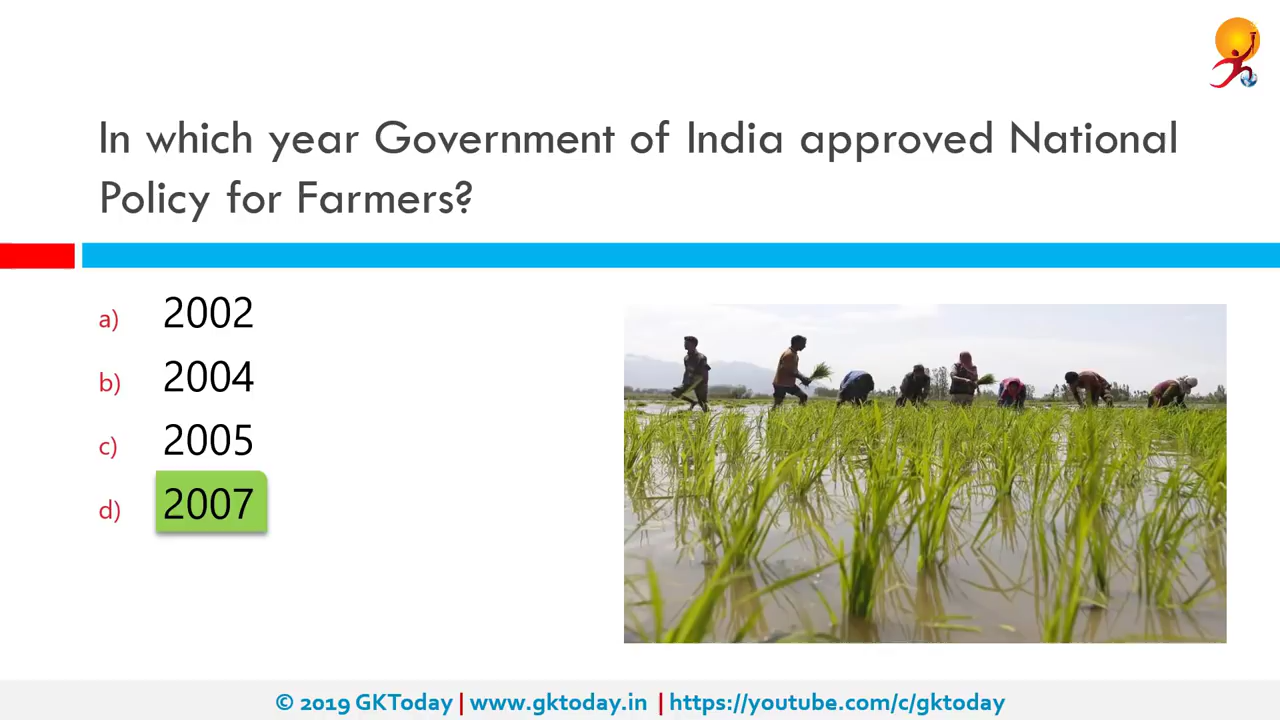 In which year Government of India approved National
Policy for Farmers?
a) 2002
b) 2004
c) 2005
d) 2007
© 2019 GKToday | www.gktoday.in | https://youtube.com/c/gktoday